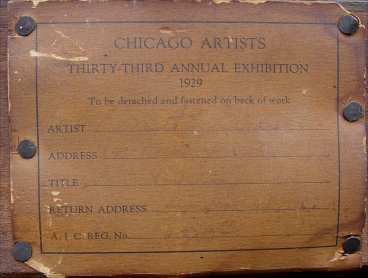 CHICAGO ARTISTS
THIRTY-THIRD ANNUAL EXHIBITION
1929
To be detached and fastened on back of work
ARTIST
ADDRESS
TITLE
RETURN ADDRESS
A. I. C. REG. No.